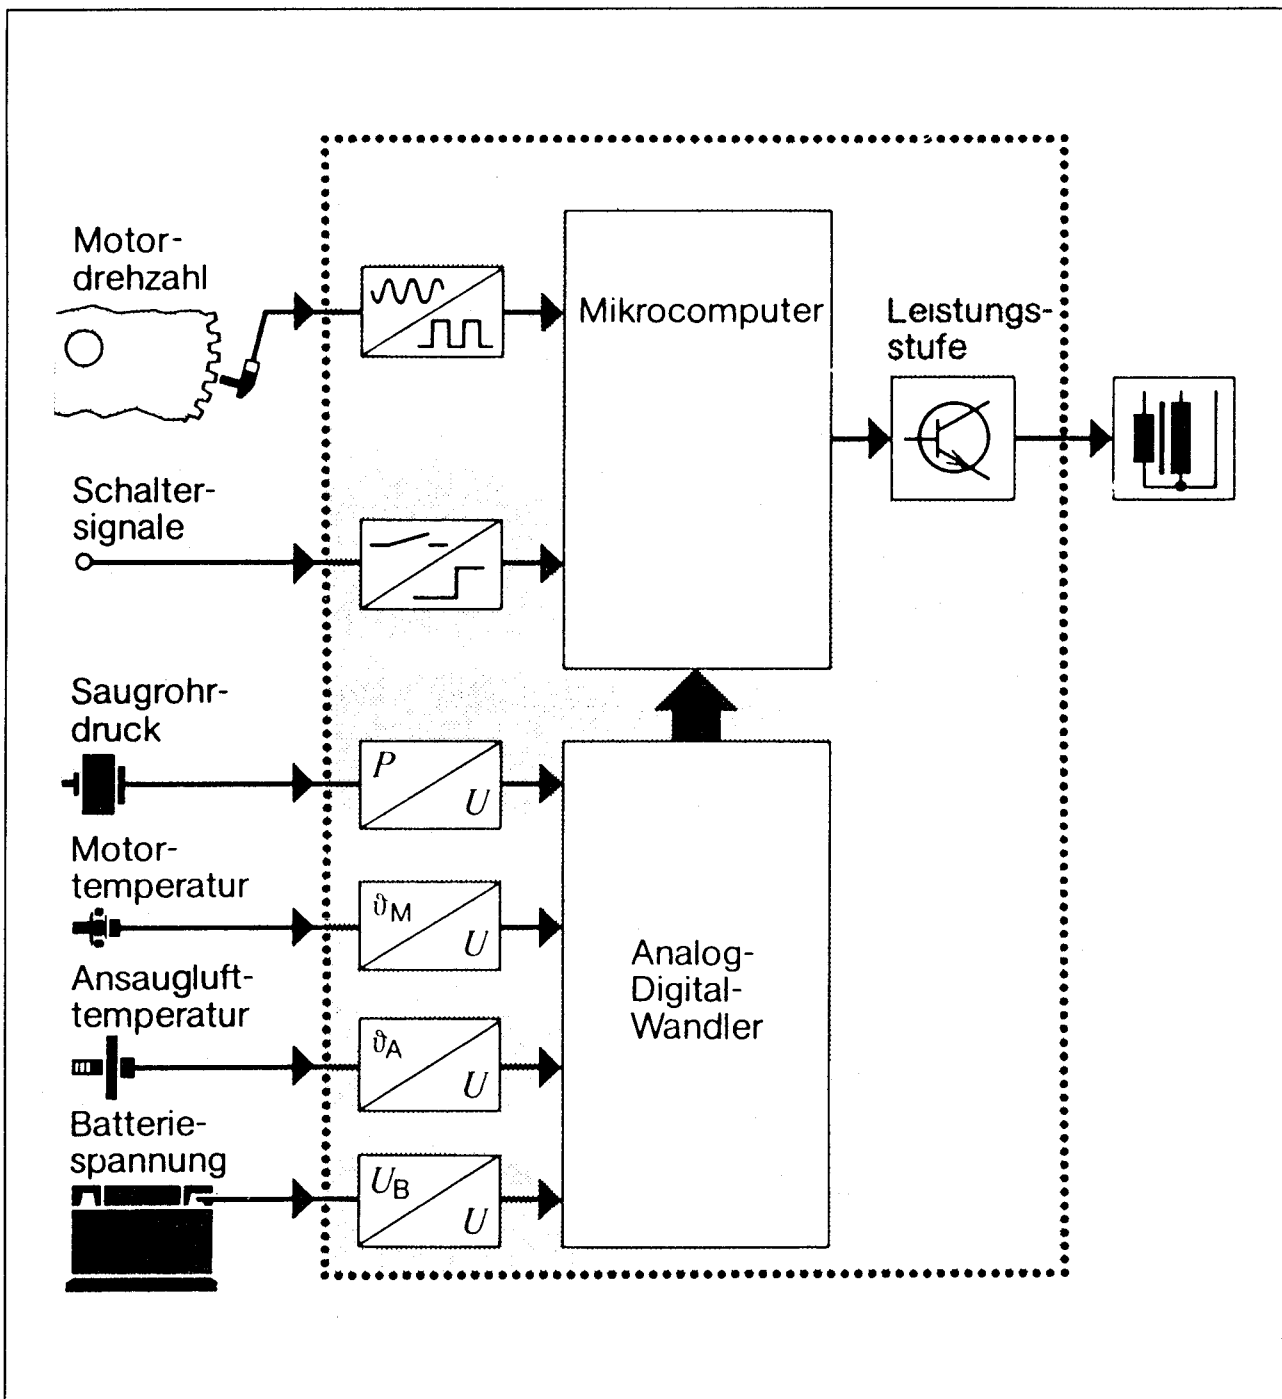 Motor-
drehzahl
Mikrocomputer
Leistungs-
stufe
Schalter-
signale
Saugrohr-
druck
P
U
Motor-
temperatur
ϑM
U
Ansaugluft-
temperatur
ϑA
U
Analog-
Digital-
Wandler
Batterie-
spannung
UB
U